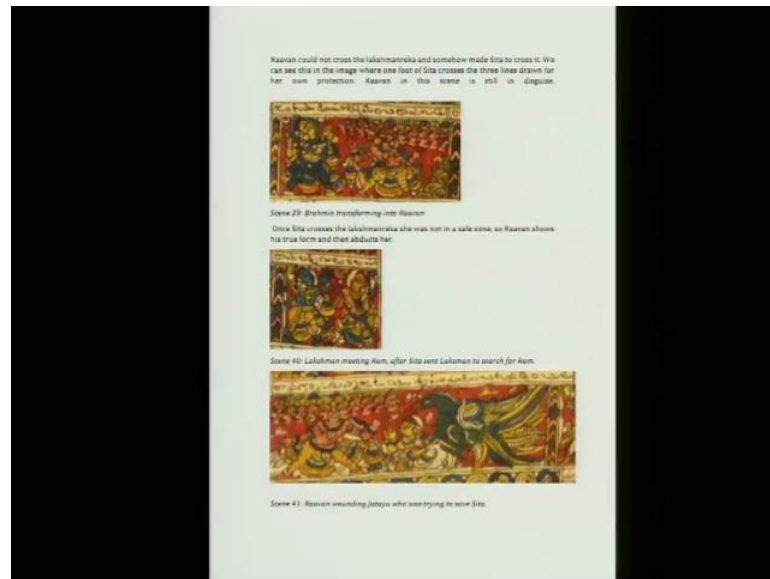 Raavan could not cross the lakshmanreka and somehow made Sita to cross it. We
can see this in the image where one foot of Sita crosses the three lines drawn for
her own protection. Raavan in this scene is still in disguise.
Scene 39: Brahmin transforming into Raavan
Once Sita crosses the lakshmanreka she was not in a safe zone, so Raavan shows
his true form and then abducts her.
Scene 40: Lakshman meeting Ram, after Sita sent Laksman to search for Ram.
Scene 41: Raavan wounding Jatayu who was trying to save Sita.